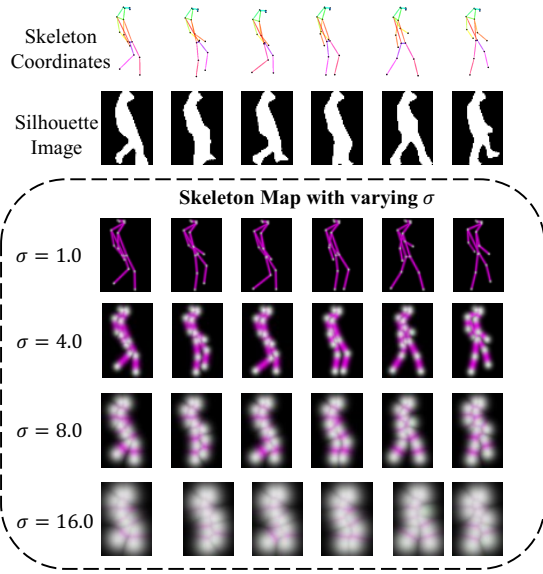 Skeleton
Coordinates
Silhouette
Image
Skeleton Map with varying σ
σ = 1.0
σ = 4.0
σ = 8.0
σ = 16.0